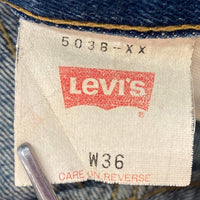 503B-XX
LEVI'S
®
W36
CARE ON REVERSE